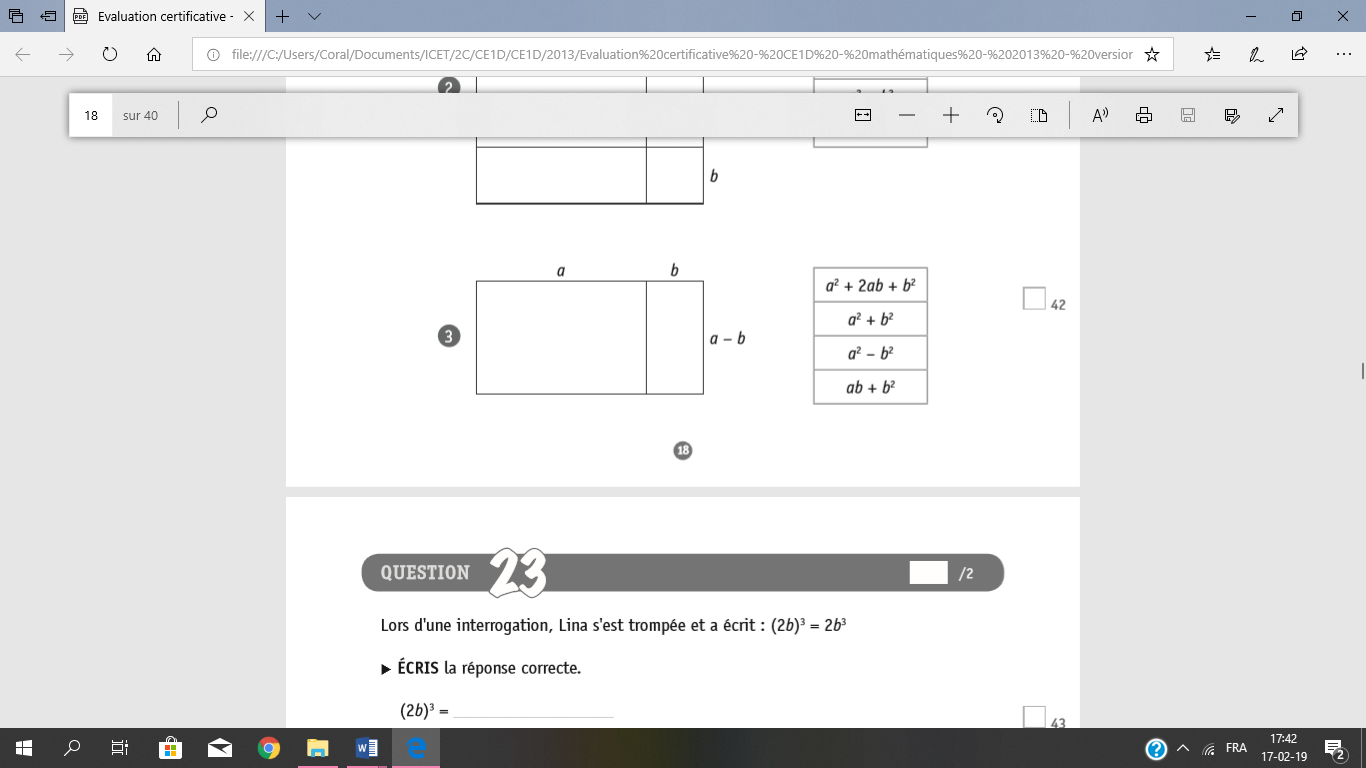 Evaluation certificative -
file:///C:/Users/Coral/Documents/ICET/2C/CE1D/CE1D/2013/Evaluation%20certificative%20-%20CE1D%20-%20mathématiques%20-%202013%20-%20version
2
18 sur 40
b
a b
3
a – b
a² + 2ab + b²
a² + b²
a² – b²
ab + b²
42
18
QUESTION 23
/2
Lors d'une interrogation, Lina s'est trompée et a écrit : (2b)³ = 2b³
▶ ÉCRIS la réponse correcte.
(2b)³ =
43
FRA
17:42
17-02-19
2